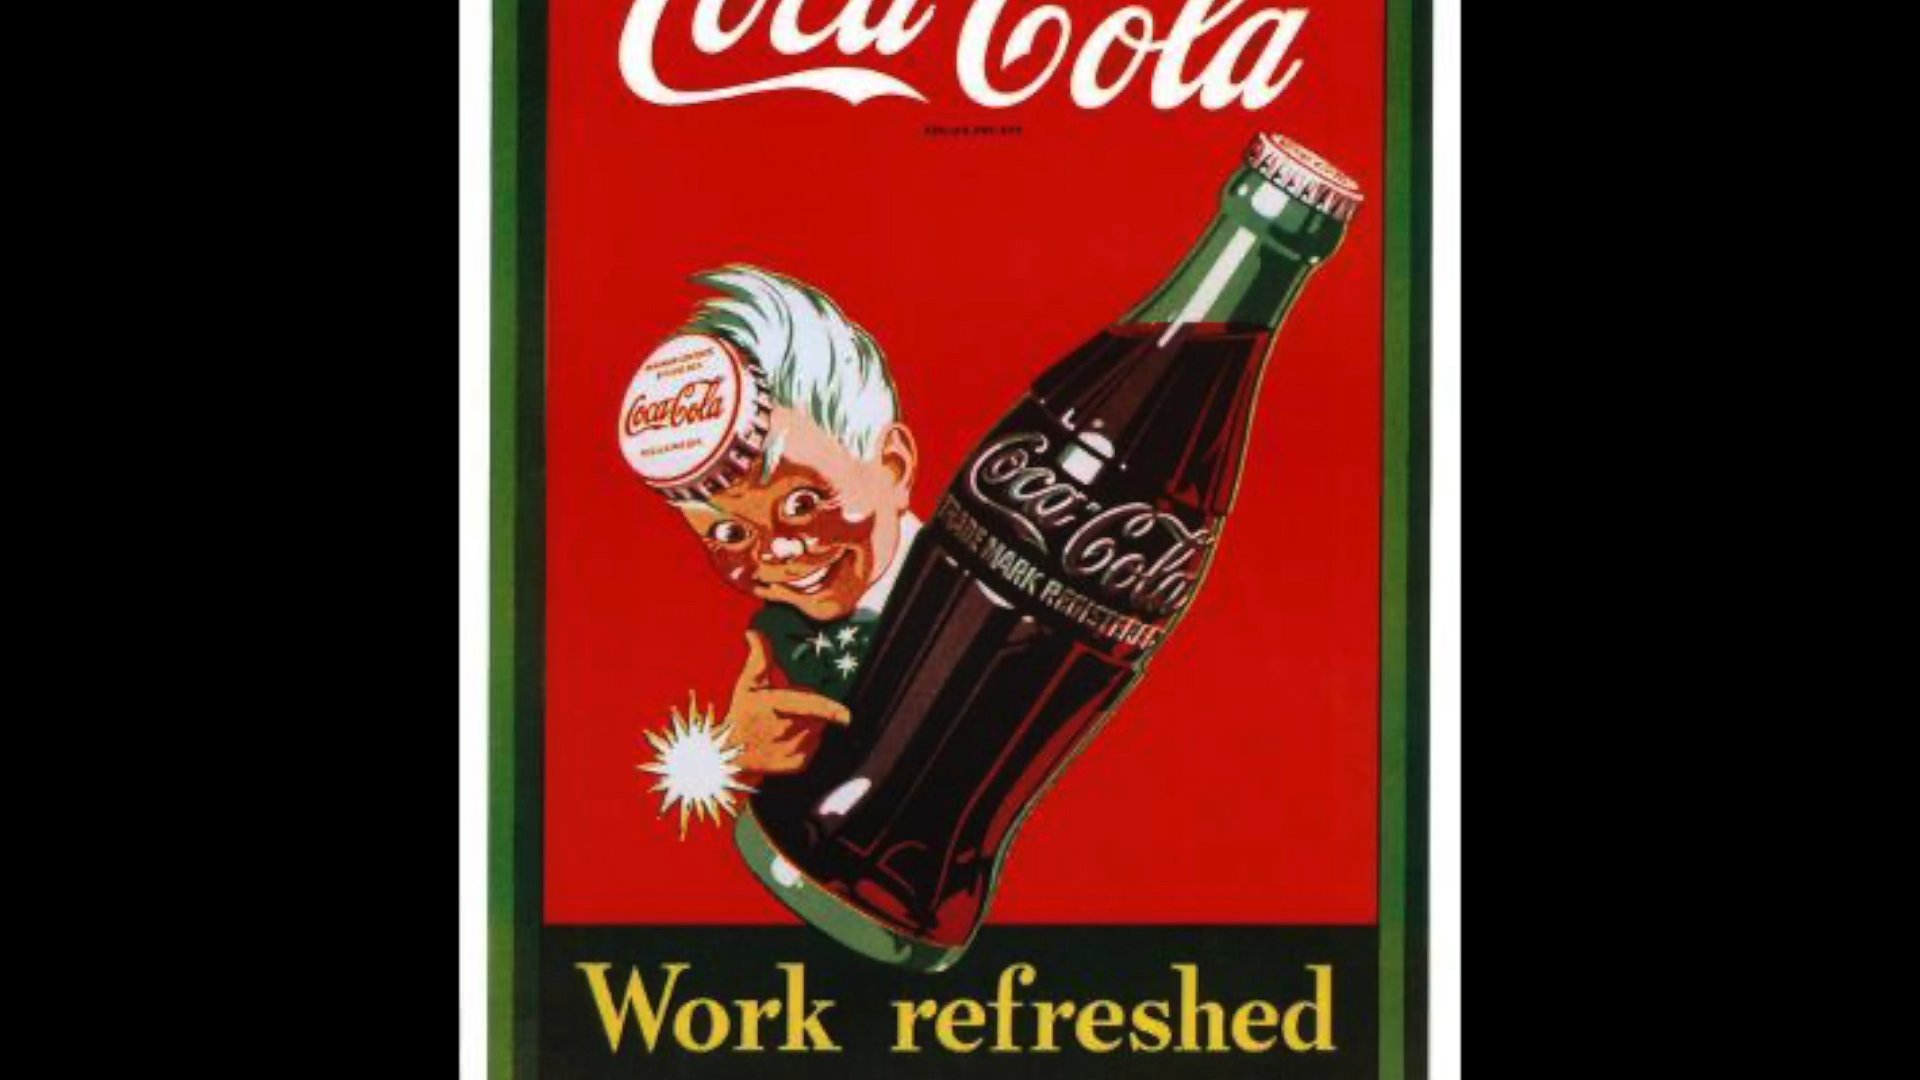 Coca Cola
Coca-Cola
Coca-Cola
TRADE MARK REGISTERED
Work refreshed